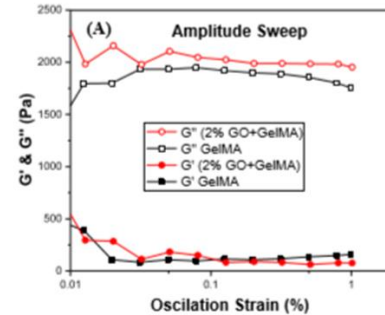 (A)
Amplitude Sweep
2500
2000
1500
1000
500
0
G' & G'' (Pa)
G'' (2% GO+GelMA)
G'' GelMA
G' (2% GO+GelMA)
G' GelMA
0.01
0.1
1
Oscilation Strain (%)